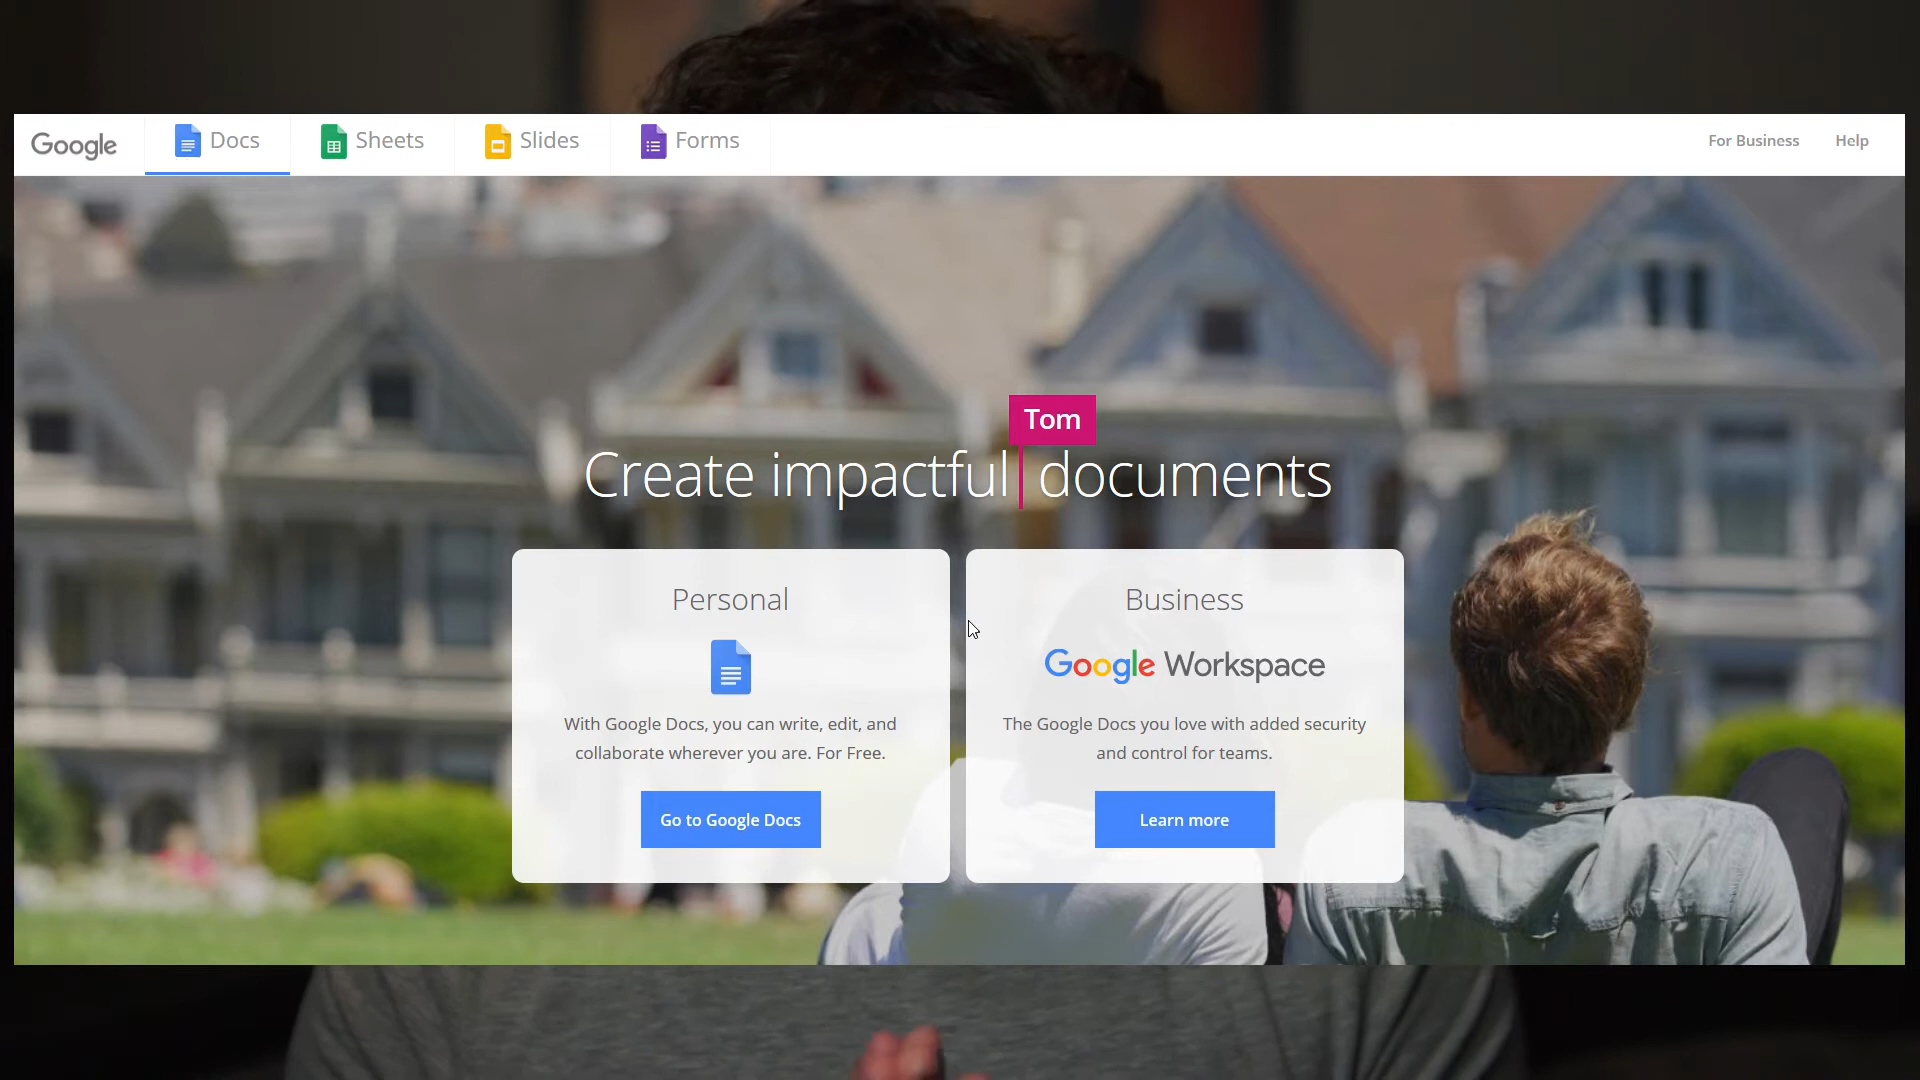 Google
Docs
Sheets
Slides
Forms
For Business
Help
Tom
Create impactful documents
Personal
With Google Docs, you can write, edit, and
collaborate wherever you are. For Free.
Go to Google Docs
Business
Google Workspace
The Google Docs you love with added security
and control for teams.
Learn more